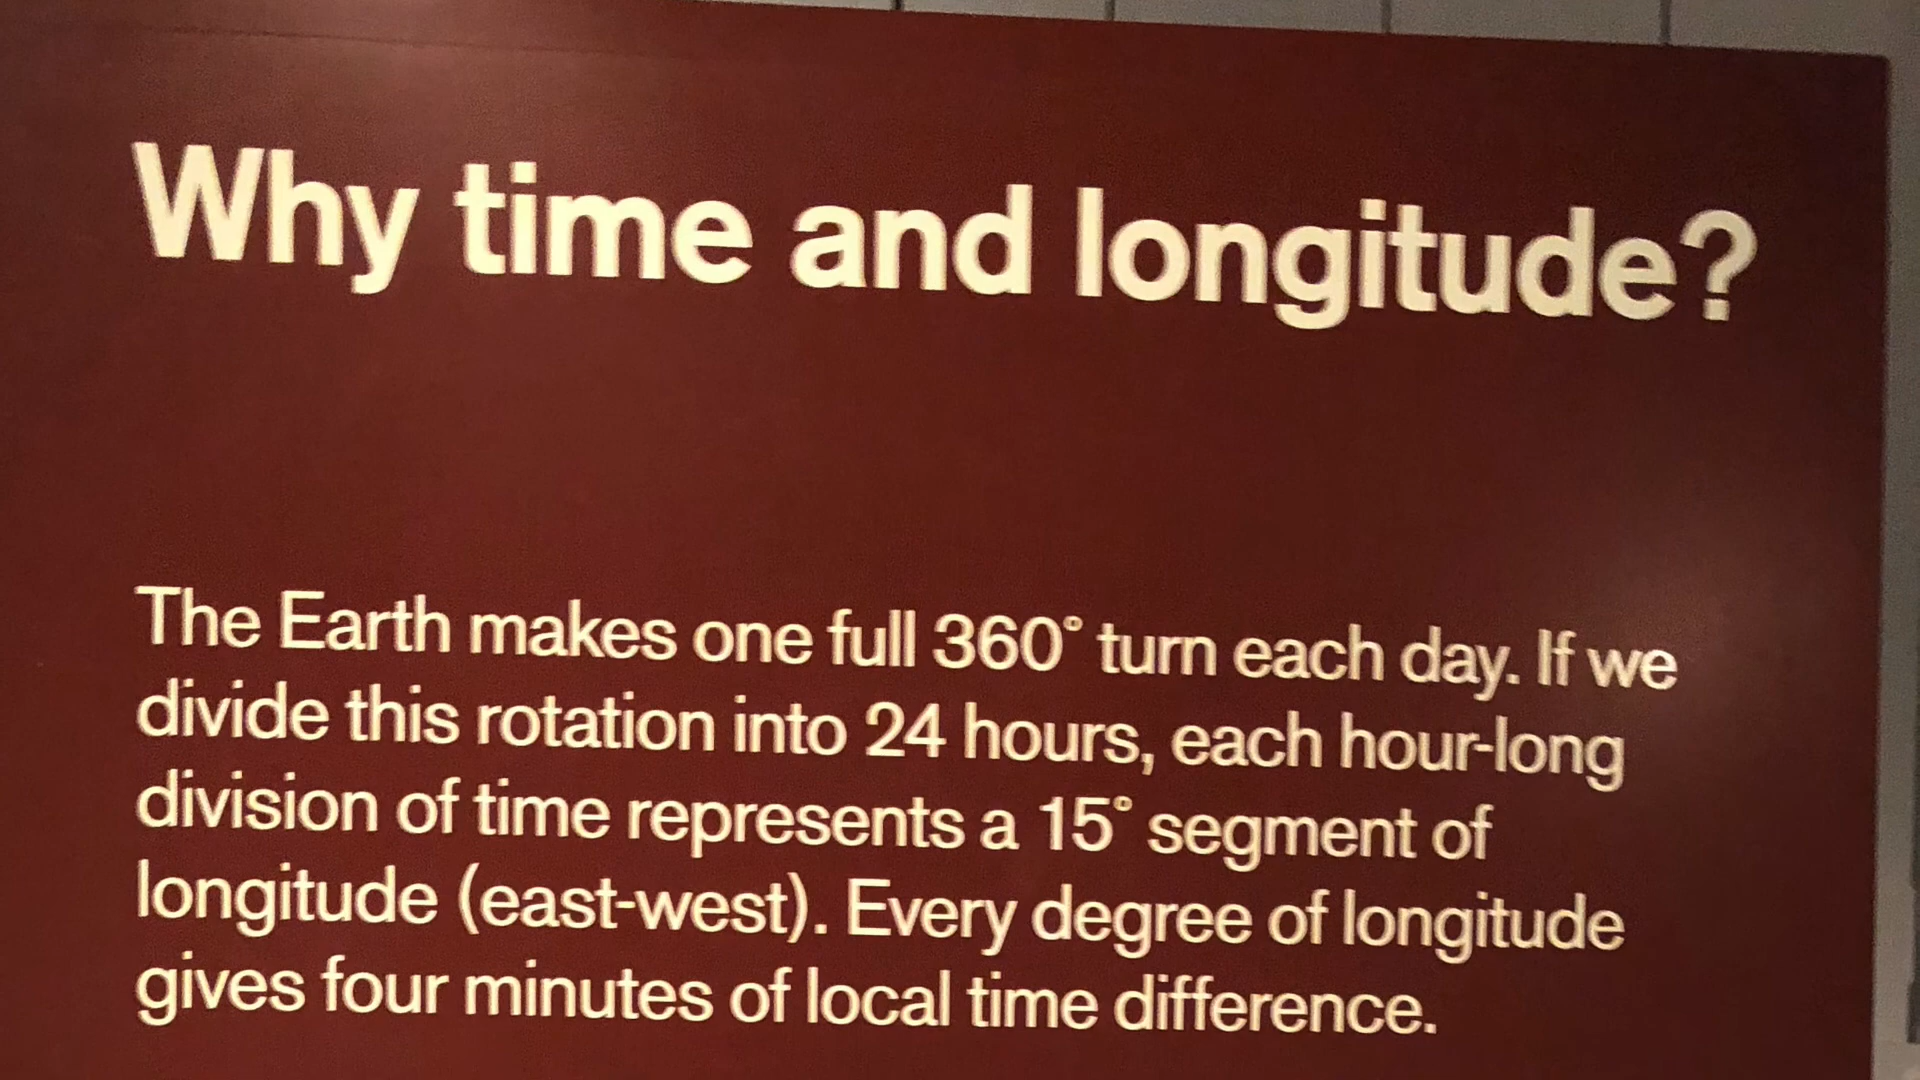 Why time and longitude?
The Earth makes one full 360° turn each day. If we
divide this rotation into 24 hours, each hour-long
division of time represents a 15° segment of
longitude (east-west). Every degree of longitude
gives four minutes of local time difference.